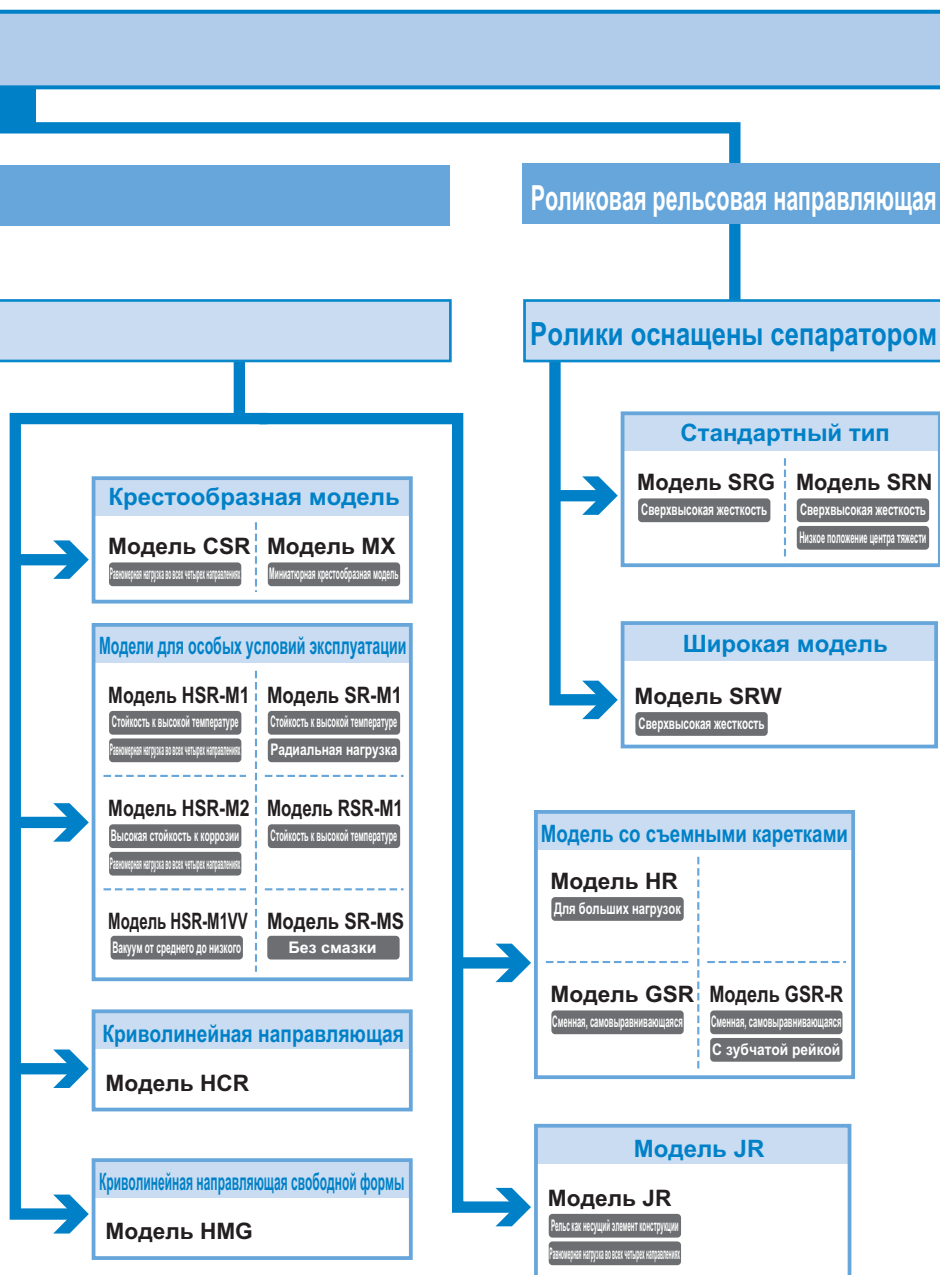 Роликовая рельсовая направляющая
Ролики оснащены сепаратором
Стандартный тип
Модель SRG
Сверхвысокая жесткость
Модель SRN
Сверхвысокая жесткость
Низкое положение центра тяжести
Широкая модель
Модель SRW
Сверхвысокая жесткость
Крестообразная модель
Модель CSR
Равномерная нагрузка во всех четырех направлениях
Модель MX
Миниатюрная крестообразная модель
Модели для особых условий эксплуатации
Модель HSR-M1
Стойкость к высокой температуре
Равномерная нагрузка во всех четырех направлениях
Модель SR-M1
Стойкость к высокой температуре
Радиальная нагрузка
Модель HSR-M2
Высокая стойкость к коррозии
Равномерная нагрузка во всех четырех направлениях
Модель RSR-M1
Стойкость к высокой температуре
Модель HSR-M1VV
Вакуум от среднего до низкого
Модель SR-MS
Без смазки
Криволинейная направляющая
Модель HCR
Криволинейная направляющая свободной формы
Модель HMG
Модель со съемными каретками
Модель HR
Для больших нагрузок
Модель GSR
Сменная, самовыравнивающаяся
Модель GSR-R
Сменная, самовыравнивающаяся
С зубчатой рейкой
Модель JR
Модель JR
Рельс как несущий элемент конструкции
Равномерная нагрузка во всех четырех направлениях